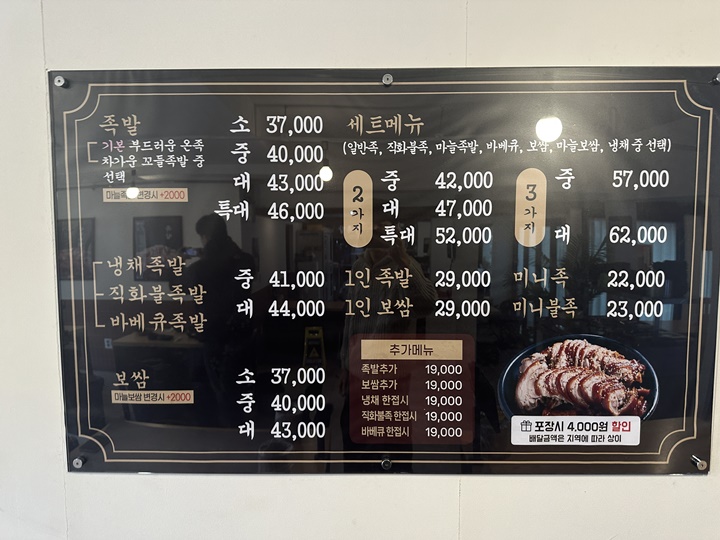 족발
기본 부드러운 온족
차가운 꼬들족발 중
선택
마늘족발 변경시 +2000
소 37,000
중 40,000
대 43,000
특대 46,000
냉채족발
직화불족발
바베큐족발
중 41,000
대 44,000
보쌈
마늘보쌈 변경시 +2000
소 37,000
중 40,000
대 43,000
세트메뉴
(일반족, 직화불족, 마늘족발, 바베큐, 보쌈, 마늘보쌈, 냉채 중 선택)
2가지
중 42,000
대 47,000
특대 52,000
3가지
중 57,000
대 62,000
1인 족발 29,000
1인 보쌈 29,000
미니족 22,000
미니불족 23,000
추가메뉴
족발추가 19,000
보쌈추가 19,000
냉채 한접시 19,000
직화불족 한접시 19,000
바베큐 한접시 19,000
포장시 4,000원 할인
배달금액은 지역에 따라 상이